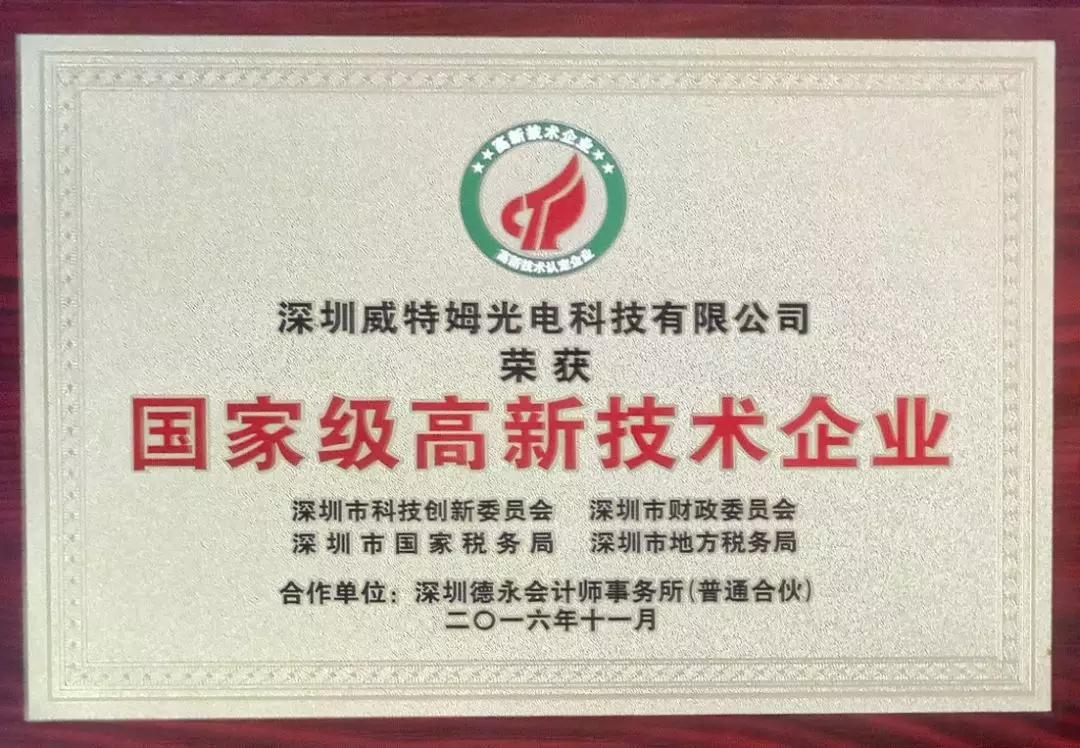 高新技术企业
高新技术认定企业
深圳威特姆光电科技有限公司
荣获
国家级高新技术企业
深圳市科技创新委员会 深圳市财政委员会
深圳市国家税务局 深圳市地方税务局
合作单位：深圳德永会计师事务所(普通合伙)
二〇一六年十一月